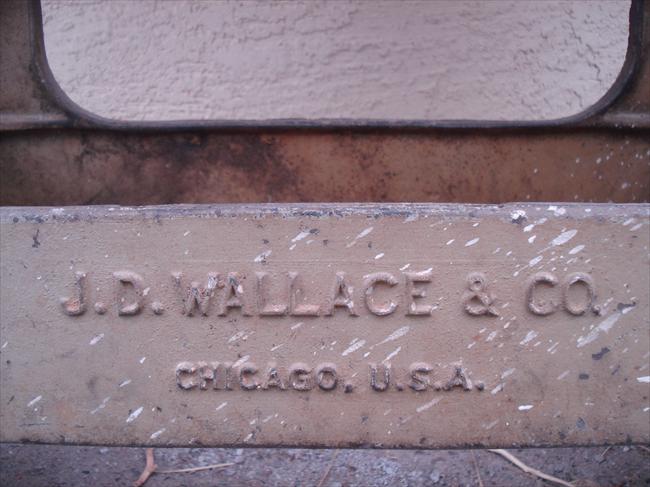 J.D. WALLACE & CO.
CHICAGO, U.S.A.